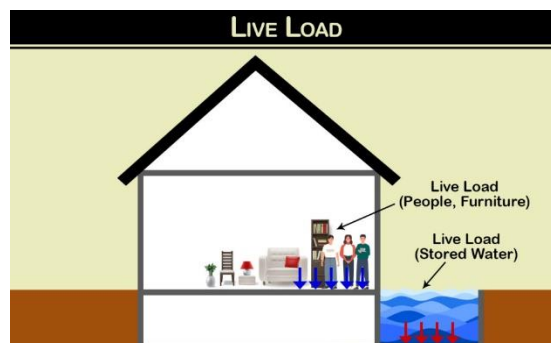 LIVE LOAD
Live Load
(People, Furniture)
Live Load
(Stored Water)